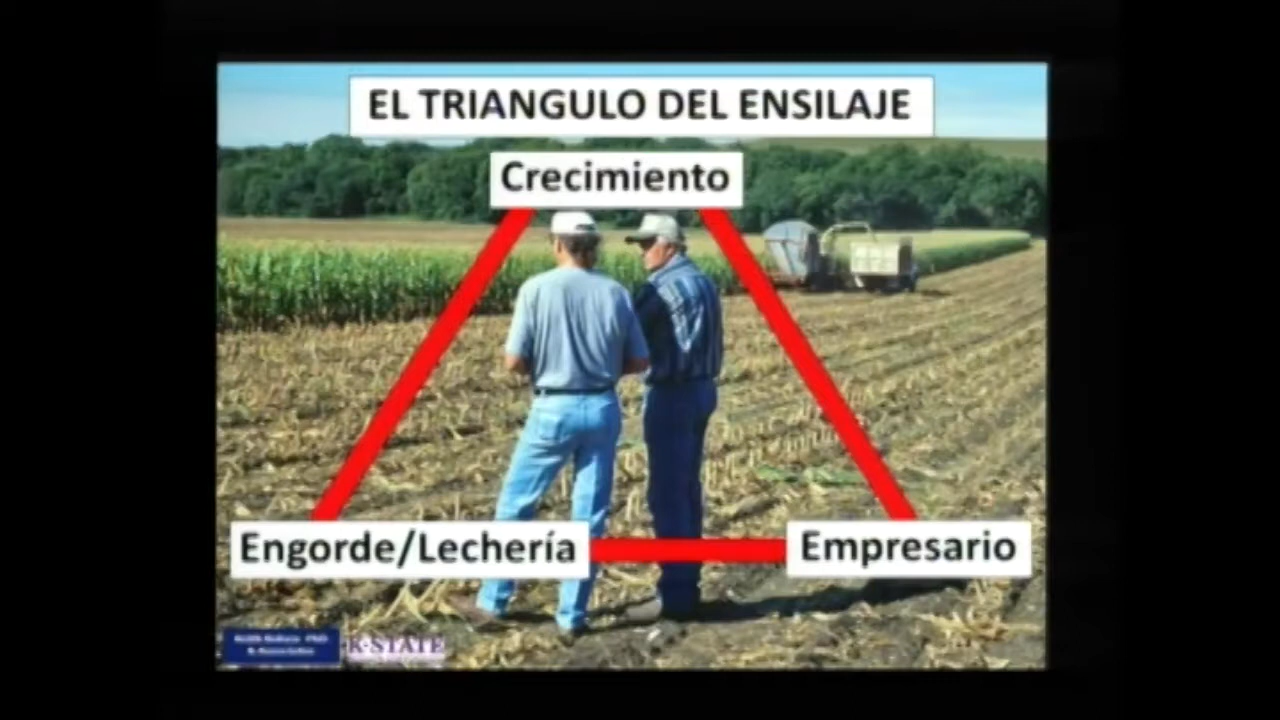 EL TRIANGULO DEL ENSILAJE
Crecimiento
Engorde/Lechería
Empresario
K-STATE